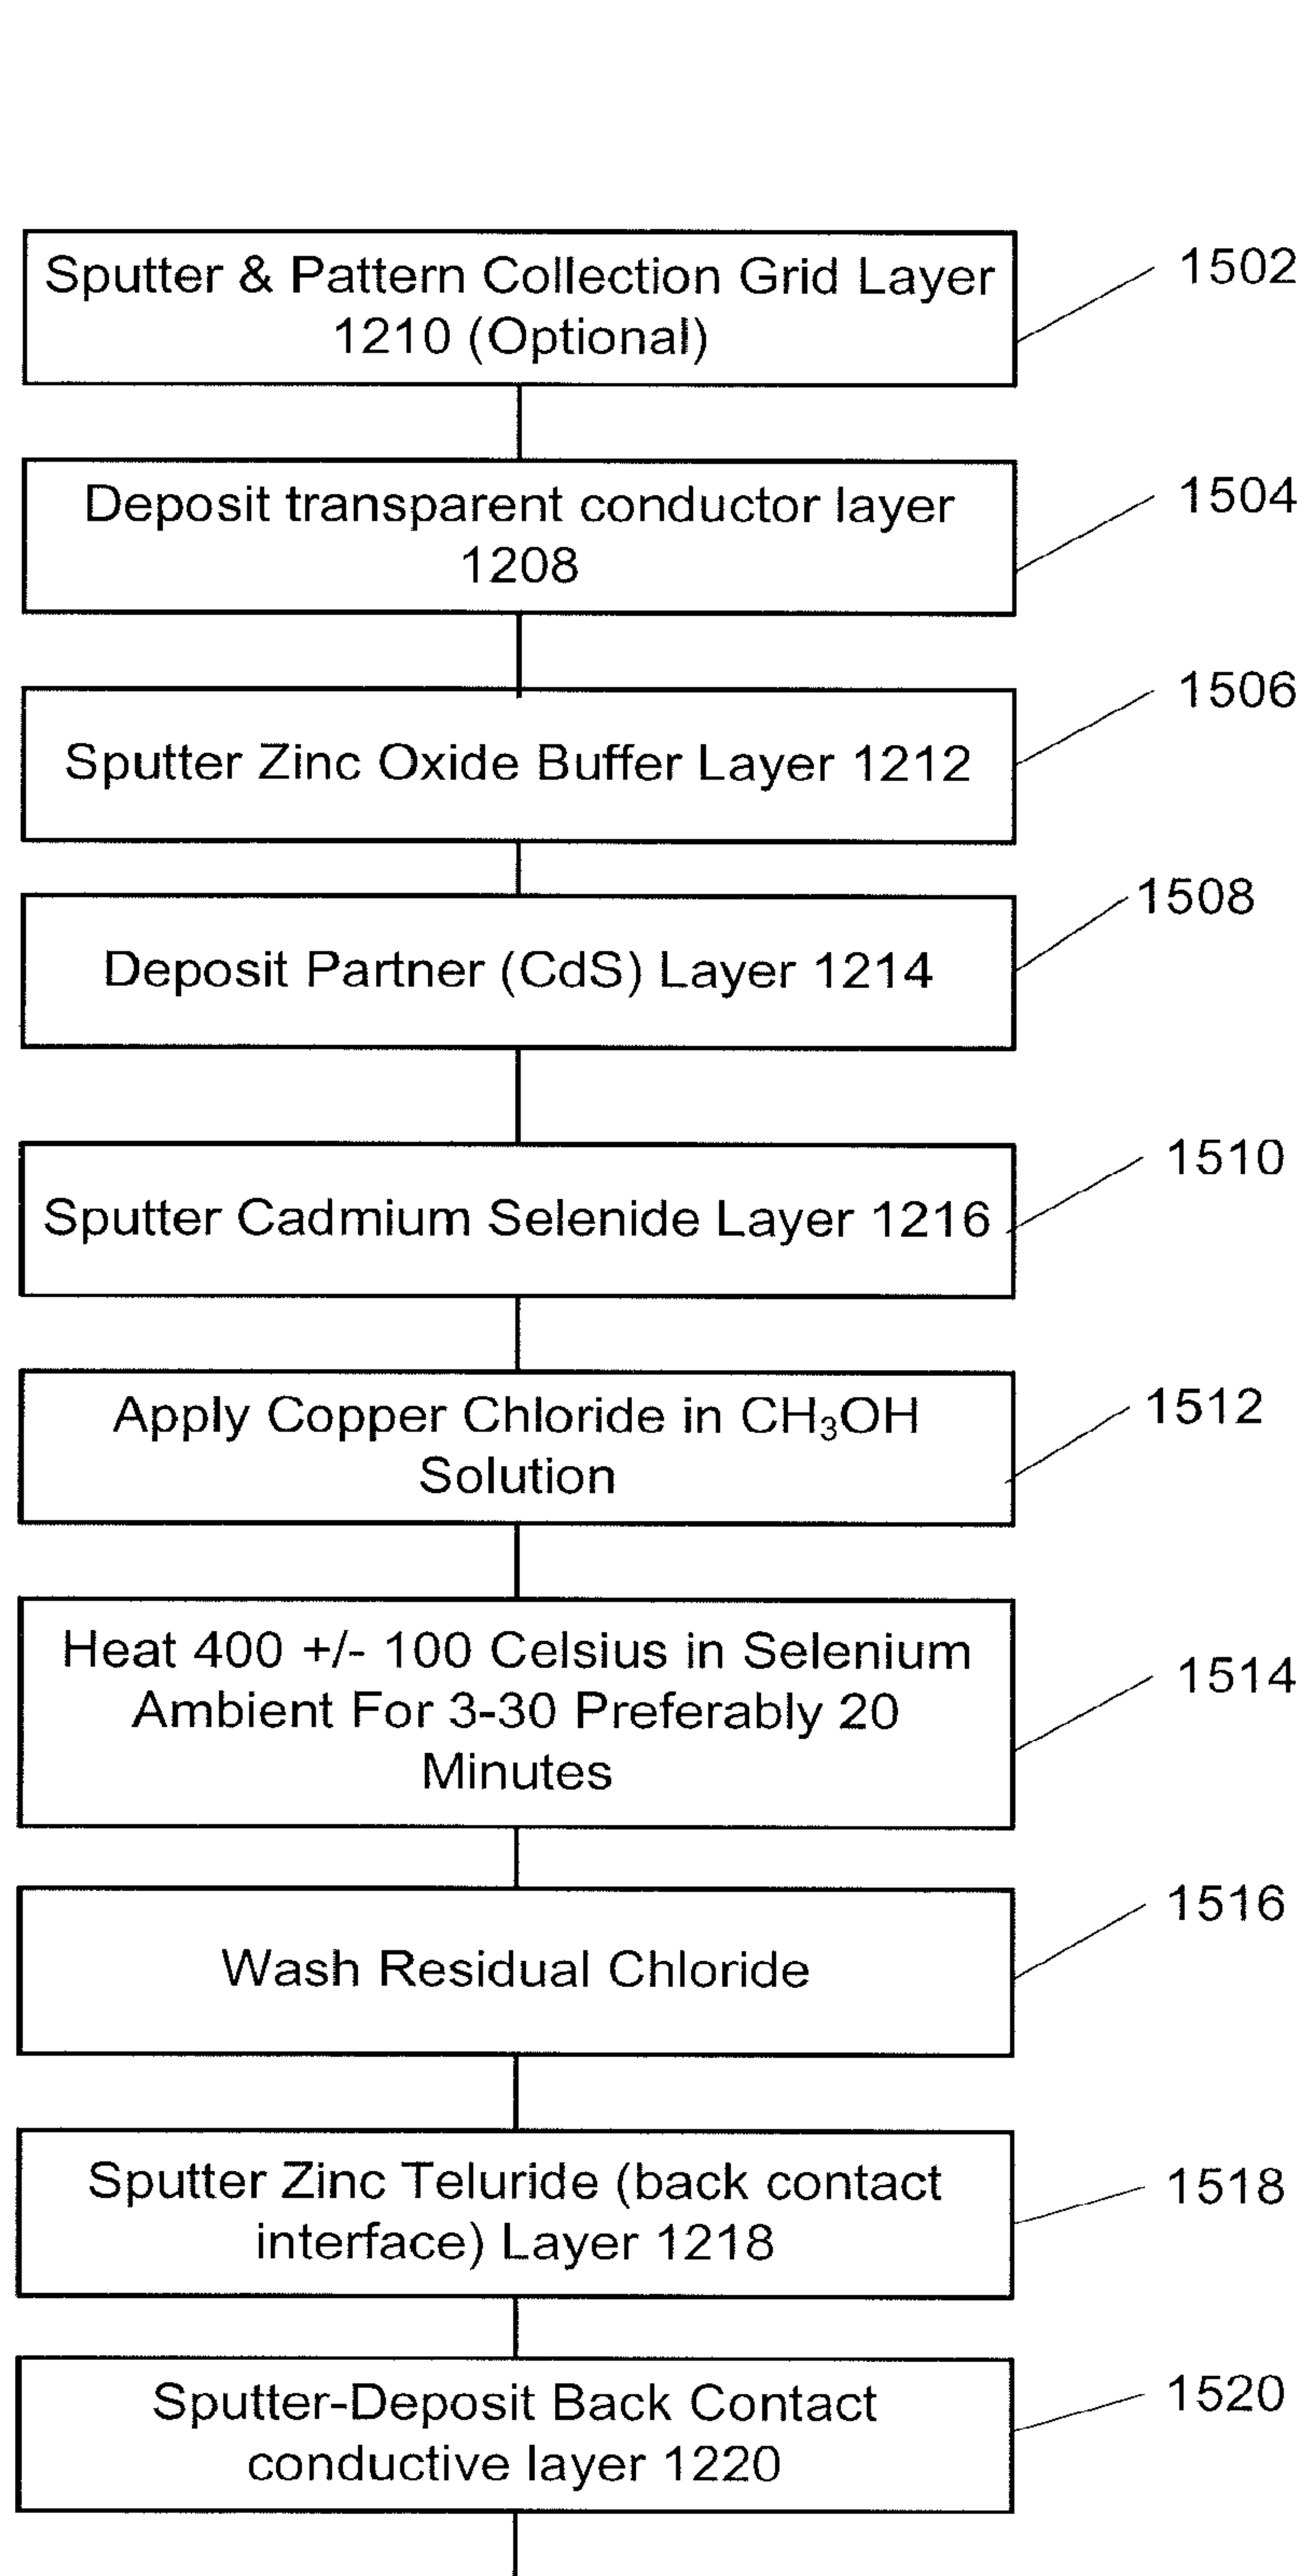 Sputter & Pattern Collection Grid Layer
1210 (Optional)
1502
Deposit transparent conductor layer
1208
1504
Sputter Zinc Oxide Buffer Layer 1212
1506
Deposit Partner (CdS) Layer 1214
1508
Sputter Cadmium Selenide Layer 1216
1510
Apply Copper Chloride in CH₃OH
Solution
1512
Heat 400 +/- 100 Celsius in Selenium
Ambient For 3-30 Preferably 20
Minutes
1514
Wash Residual Chloride
1516
Sputter Zinc Teluride (back contact
interface) Layer 1218
1518
Sputter-Deposit Back Contact
conductive layer 1220
1520